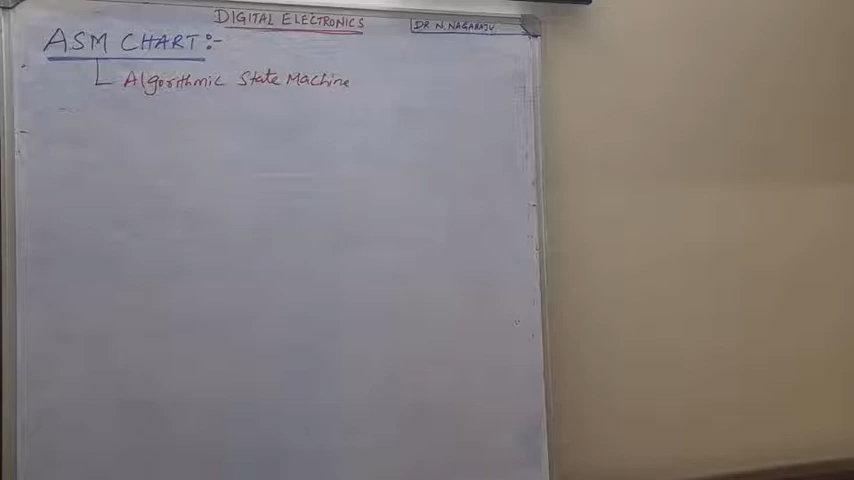 DIGITAL ELECTRONICS
DR N. NAGARAJU
ASM CHART:-
Algorithmic State Machine